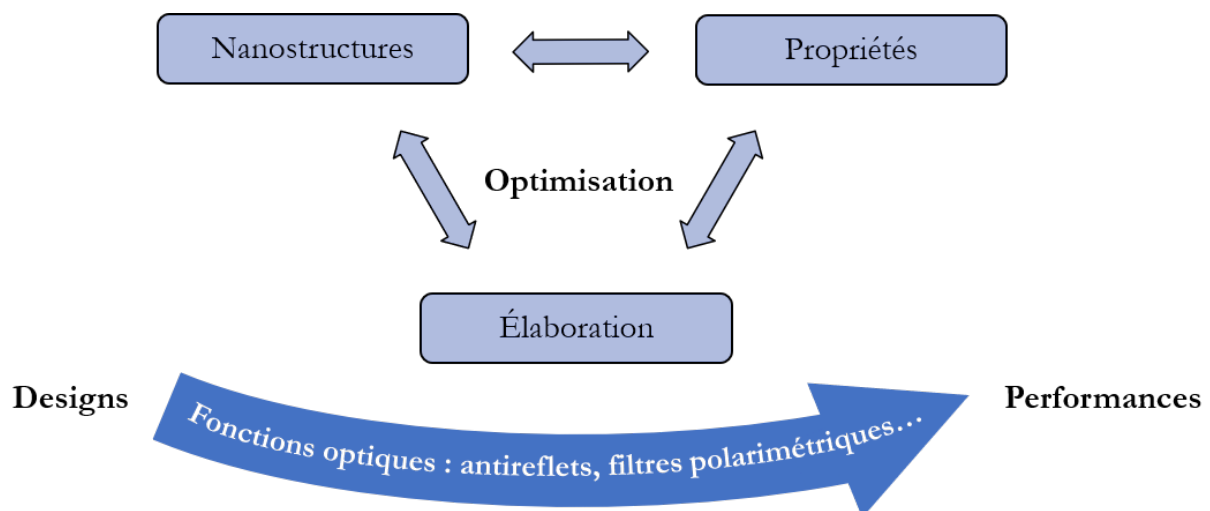 Nanostructures
Propriétés
Optimisation
Élaboration
Designs
Performances
Fonctions optiques : antireflets, filtres polarimétriques…